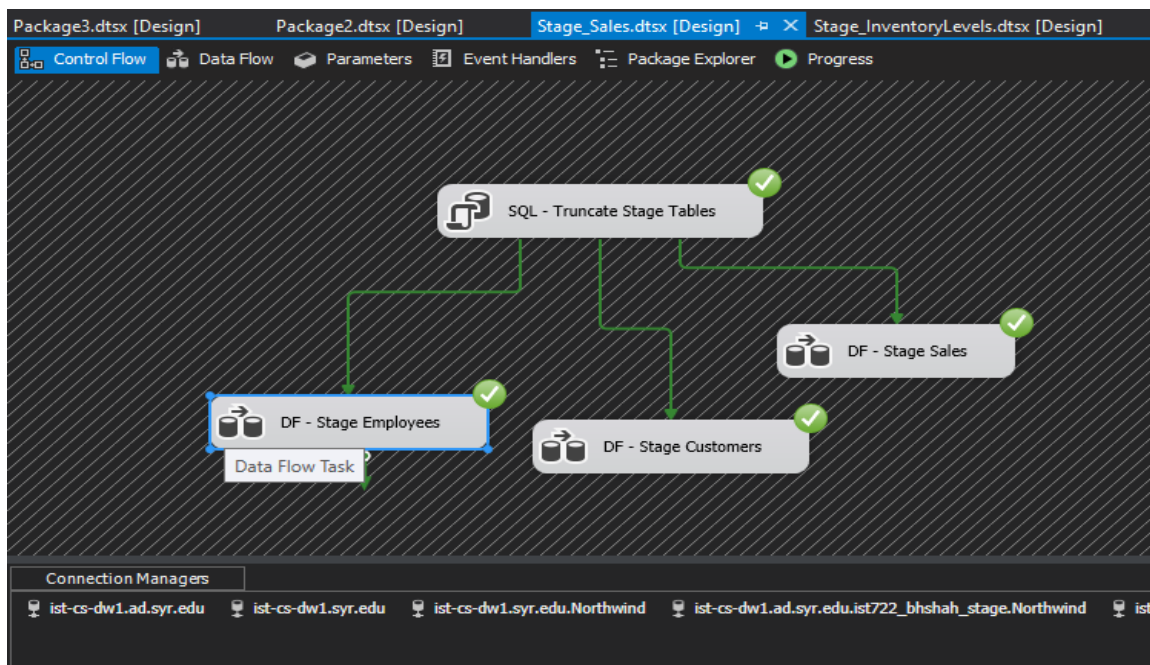 Package3.dtsx [Design] Package2.dtsx [Design] Stage_Sales.dtsx [Design] Stage_InventoryLevels.dtsx [Design]
Control Flow Data Flow Parameters Event Handlers Package Explorer Progress
SQL - Truncate Stage Tables
DF - Stage Sales
DF - Stage Employees
DF - Stage Customers
Data Flow Task
Connection Managers
ist-cs-dw1.ad.syr.edu ist-cs-dw1.syr.edu ist-cs-dw1.syr.edu.Northwind ist-cs-dw1.ad.syr.edu.ist722_bhshah_stage.Northwind ist